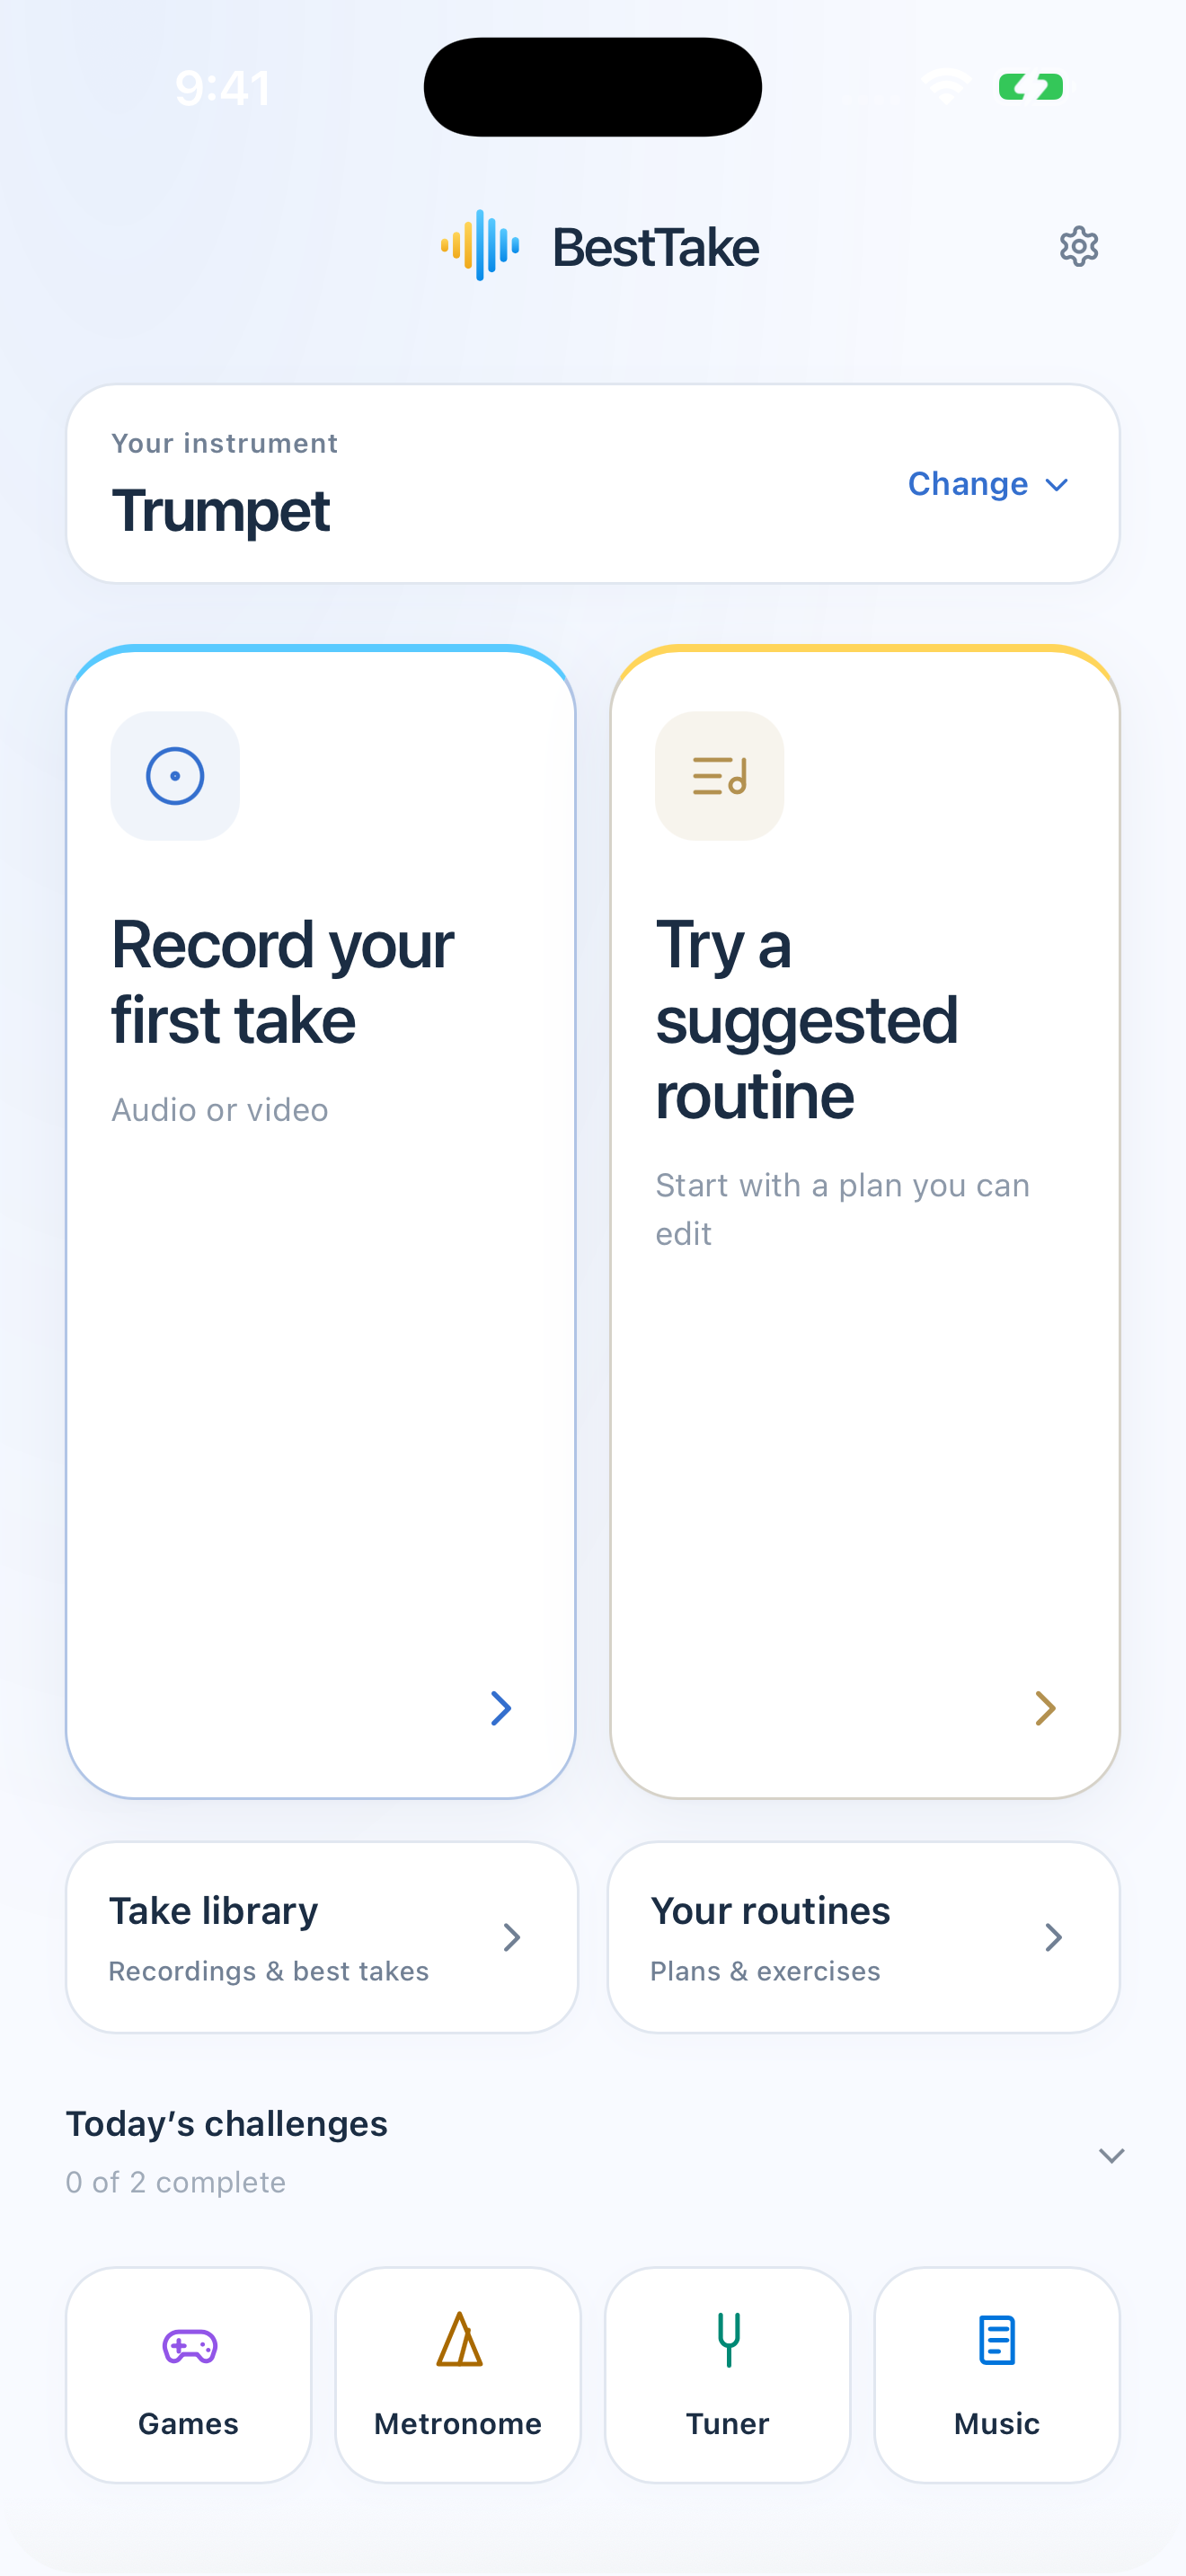 9:41
BestTake
Your instrument
Trumpet
Change
Record your
first take
Audio or video
Try a
suggested
routine
Start with a plan you can
edit
Take library
Recordings & best takes
Your routines
Plans & exercises
Today’s challenges
0 of 2 complete
Games
Metronome
Tuner
Music